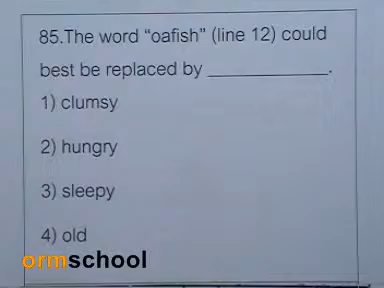 85.The word “oafish” (line 12) could
best be replaced by ____________.
1) clumsy
2) hungry
3) sleepy
4) old
ormschool